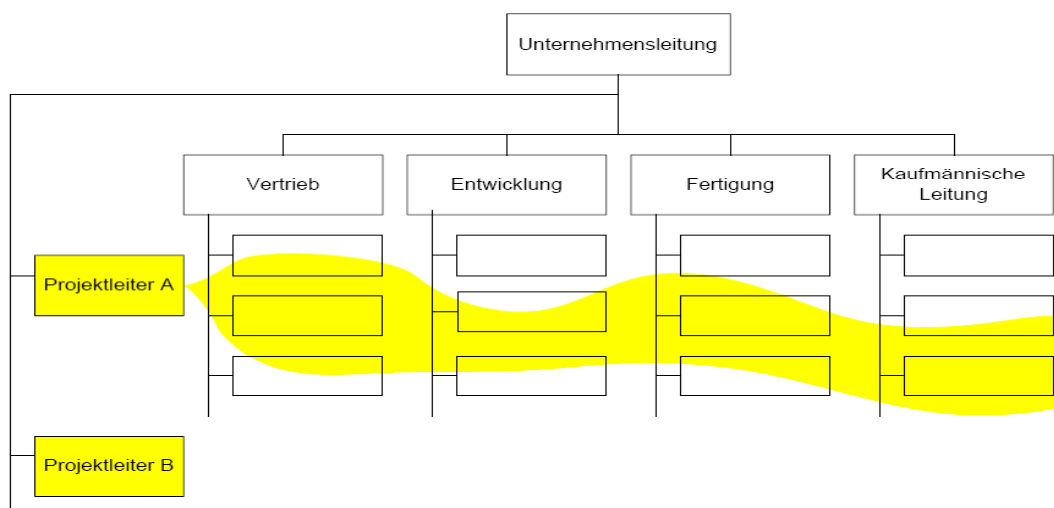 Unternehmensleitung
Vertrieb
Entwicklung
Fertigung
Kaufmännische
Leitung
Projektleiter A
Projektleiter B